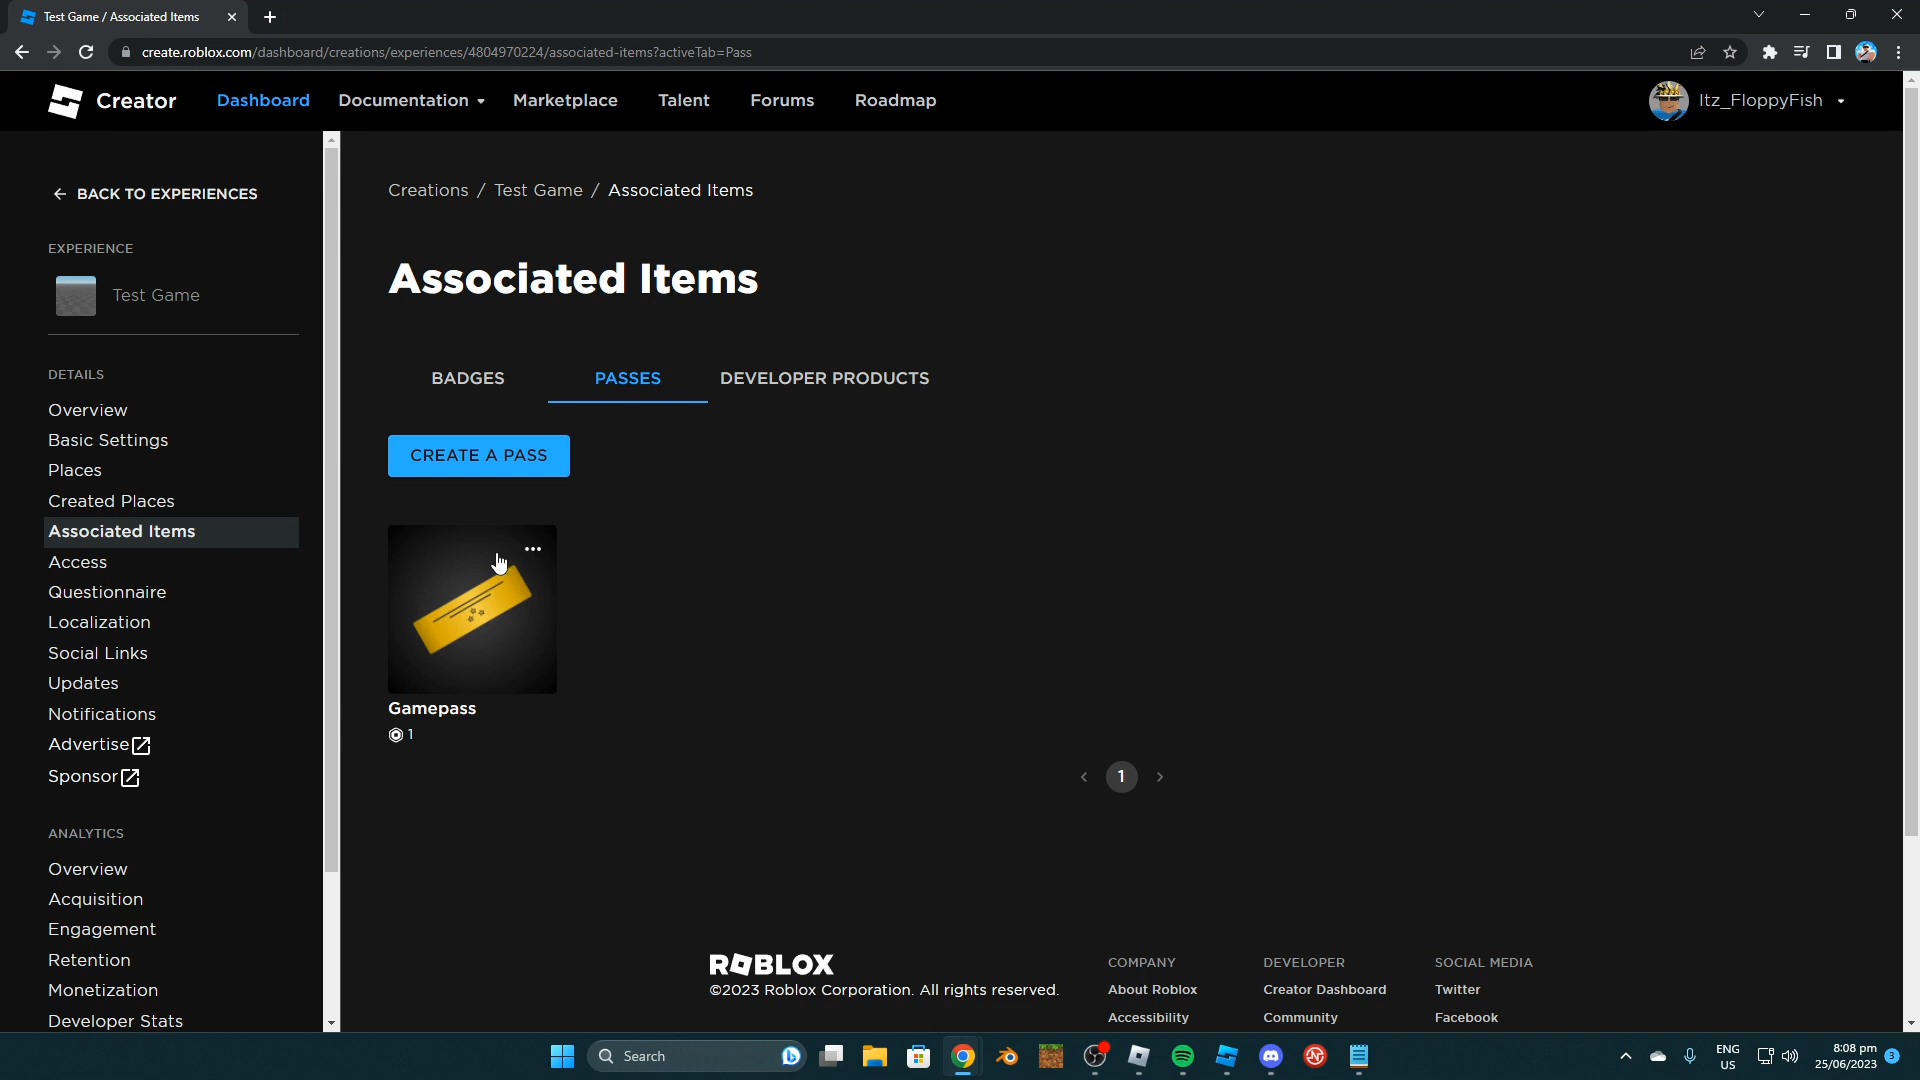 Test Game / Associated Items
create.roblox.com/dashboard/creations/experiences/4804970224/associated-items?activeTab=Pass
Creator
Dashboard
Documentation
Marketplace
Talent
Forums
Roadmap
Itz_FloppyFish
BACK TO EXPERIENCES
EXPERIENCE
Test Game
DETAILS
Overview
Basic Settings
Places
Created Places
Associated Items
Access
Questionnaire
Localization
Social Links
Updates
Notifications
Advertise
Sponsor
ANALYTICS
Overview
Acquisition
Engagement
Retention
Monetization
Developer Stats
Creations / Test Game / Associated Items
Associated Items
BADGES
PASSES
DEVELOPER PRODUCTS
CREATE A PASS
Gamepass
1
1
ROBLOX
©2023 Roblox Corporation. All rights reserved.
COMPANY
About Roblox
Accessibility
DEVELOPER
Creator Dashboard
Community
SOCIAL MEDIA
Twitter
Facebook
Search
ENG
US
8:08 pm
25/06/2023
3